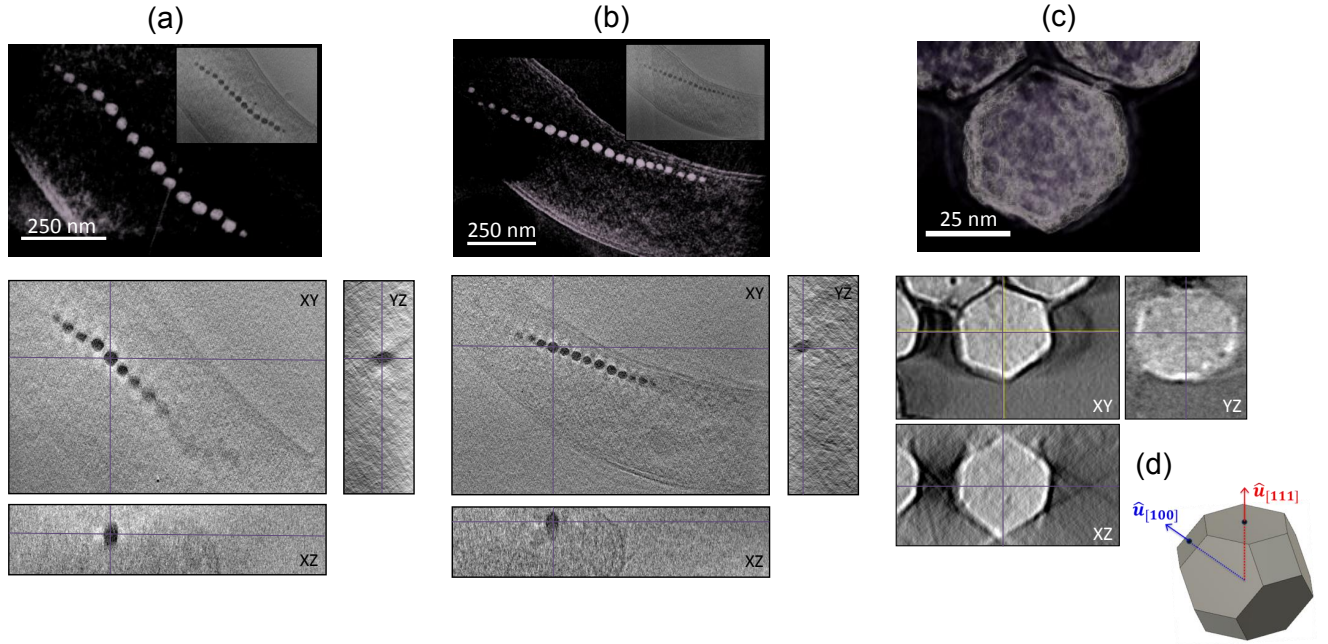 (a)
(b)
(c)
250 nm
250 nm
25 nm
XY
YZ
XY
YZ
XY
YZ
XZ
XZ
XZ
(d)
û[111]
û[100]